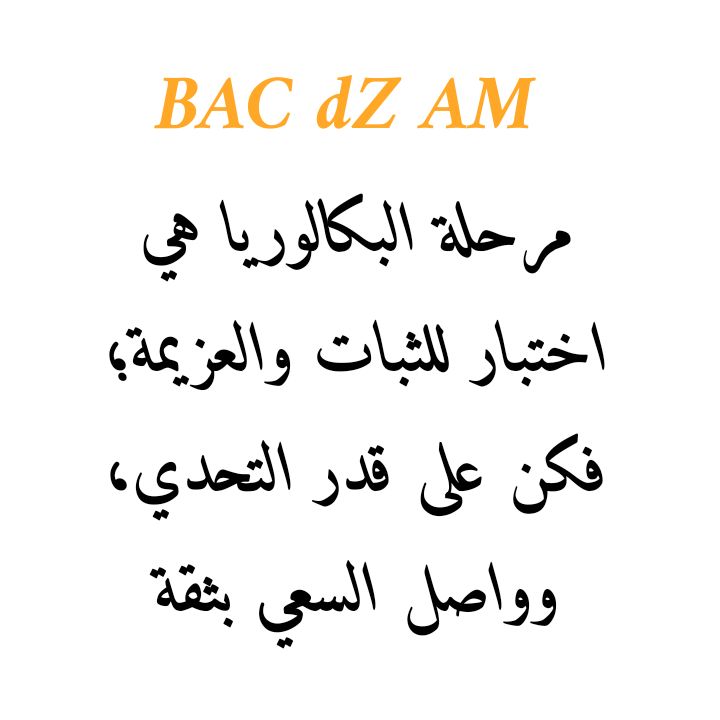 BAC dZ AM
مرحلة البكالوريا هي
اختبار للثبات والعزيمة؛
فكن على قدر التحدي،
وواصل السعي بثقة